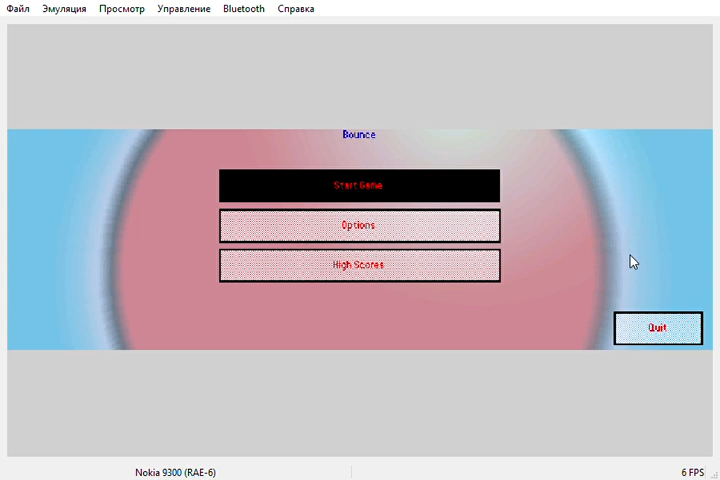 Файл Эмуляция Просмотр Управление Bluetooth Справка
Bounce
Start Game
Options
High Scores
Quit
Nokia 9300 (RAE-6) 6 FPS